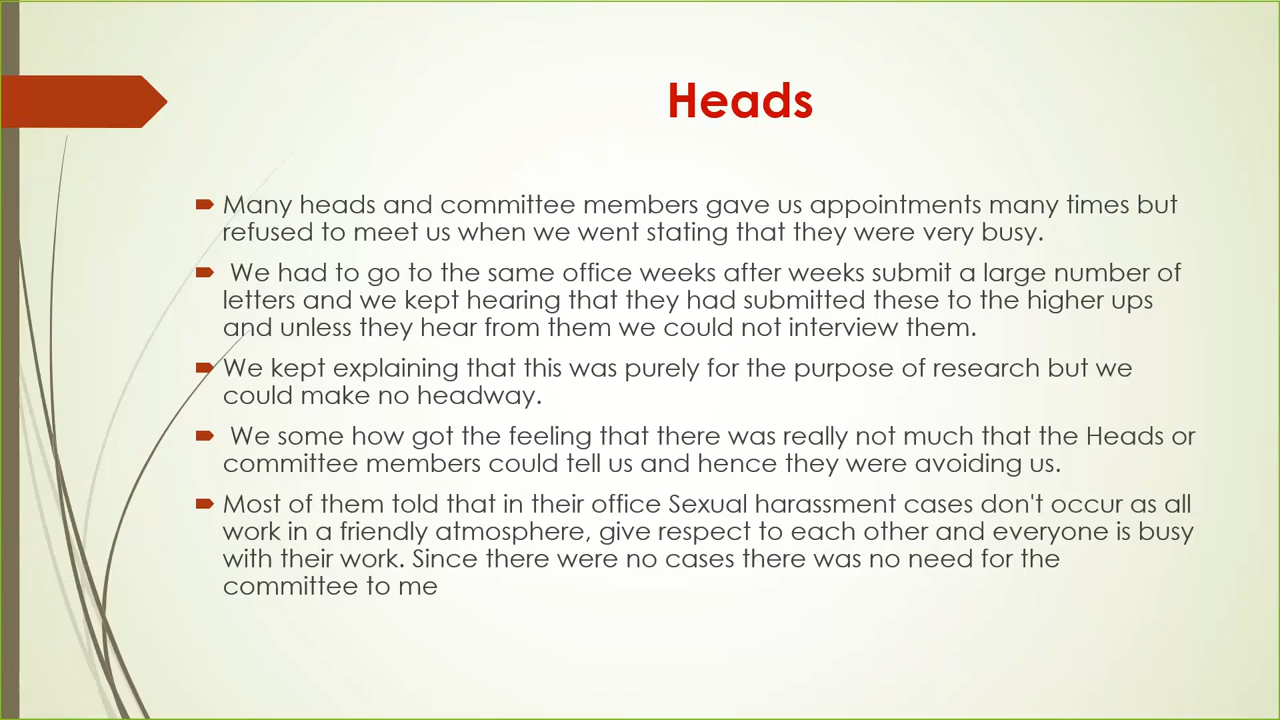 Heads
Many heads and committee members gave us appointments many times but
refused to meet us when we went stating that they were very busy.
We had to go to the same office weeks after weeks submit a large number of
letters and we kept hearing that they had submitted these to the higher ups
and unless they hear from them we could not interview them.
We kept explaining that this was purely for the purpose of research but we
could make no headway.
We some how got the feeling that there was really not much that the Heads or
committee members could tell us and hence they were avoiding us.
Most of them told that in their office Sexual harassment cases don't occur as all
work in a friendly atmosphere, give respect to each other and everyone is busy
with their work. Since there were no cases there was no need for the
committee to me